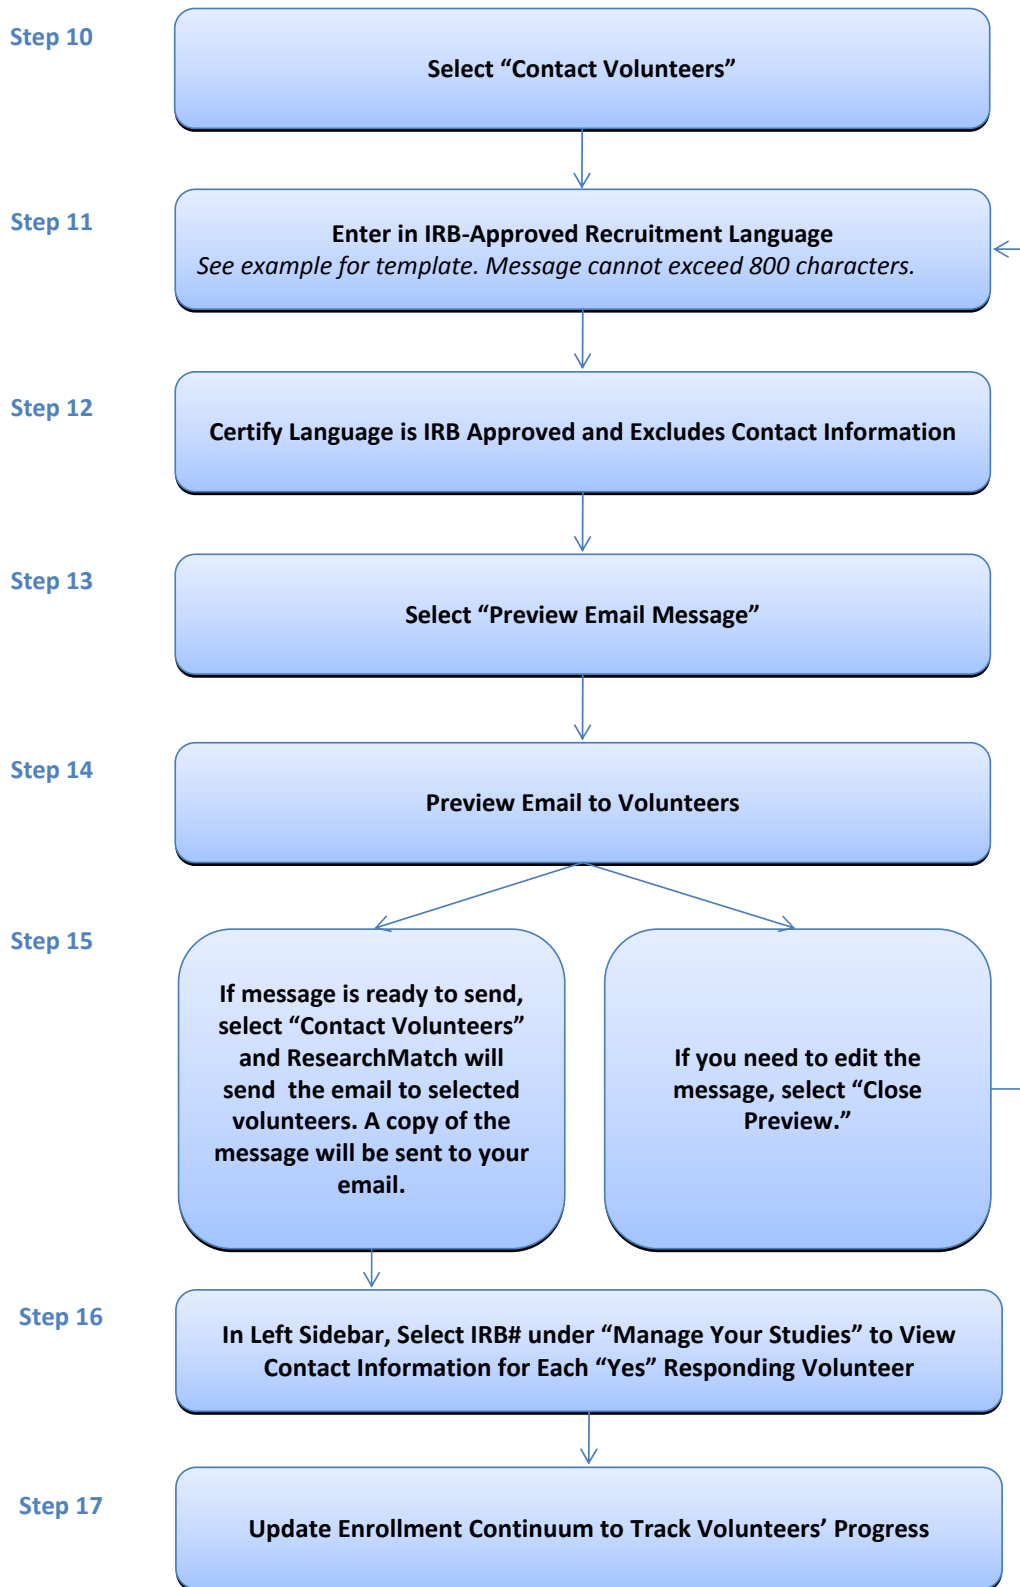 Step 10
Select “Contact Volunteers”
Step 11
Enter in IRB-Approved Recruitment Language
See example for template. Message cannot exceed 800 characters.
Step 12
Certify Language is IRB Approved and Excludes Contact Information
Step 13
Select “Preview Email Message”
Step 14
Preview Email to Volunteers
Step 15
If message is ready to send,
select “Contact Volunteers”
and ResearchMatch will
send  the email to selected
volunteers. A copy of the
message will be sent to your
email.
If you need to edit the
message, select “Close
Preview.”
Step 16
In Left Sidebar, Select IRB# under “Manage Your Studies” to View
Contact Information for Each “Yes” Responding Volunteer
Step 17
Update Enrollment Continuum to Track Volunteers’ Progress